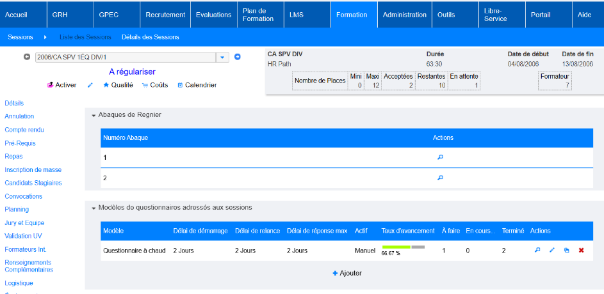 Accueil GRH GPEC Recrutement Evaluations Plan de Formation LMS Formation Administration Outils Libre-Service Portail Aide
Sessions Liste des Sessions Détails des Sessions
2006/CA SPV 1EQ DIV/1
A régulariser
Activer Qualité Coûts Calendrier
CA SPV DIV Durée Date de début Date de fin
HR Path 63:30 04/08/2006 13/08/2006
Nombre de Places Mini Maxi Acceptées Restantes En attente Formateur
0 12 2 10 1 7
Détails
Annulation
Compte rendu
Pré-Requis
Repas
Inscription de masse
Candidats Stagiaires
Convocations
Planning
Jury et Equipe
Validation UV
Formateurs Int.
Renseignements Complémentaires
Logistique
Abaques de Regnier
Numéro Abaque Actions
1
2
Modèles de questionnaires adressés aux sessions
Modèle Délai de démarrage Délai de relance Délai de réponse max Actif Taux d'avancement À faire En cours Terminé Actions
Questionnaire à chaud 2 Jours 2 Jours 2 Jours Manuel 66.67 % 1 0 2
Ajouter